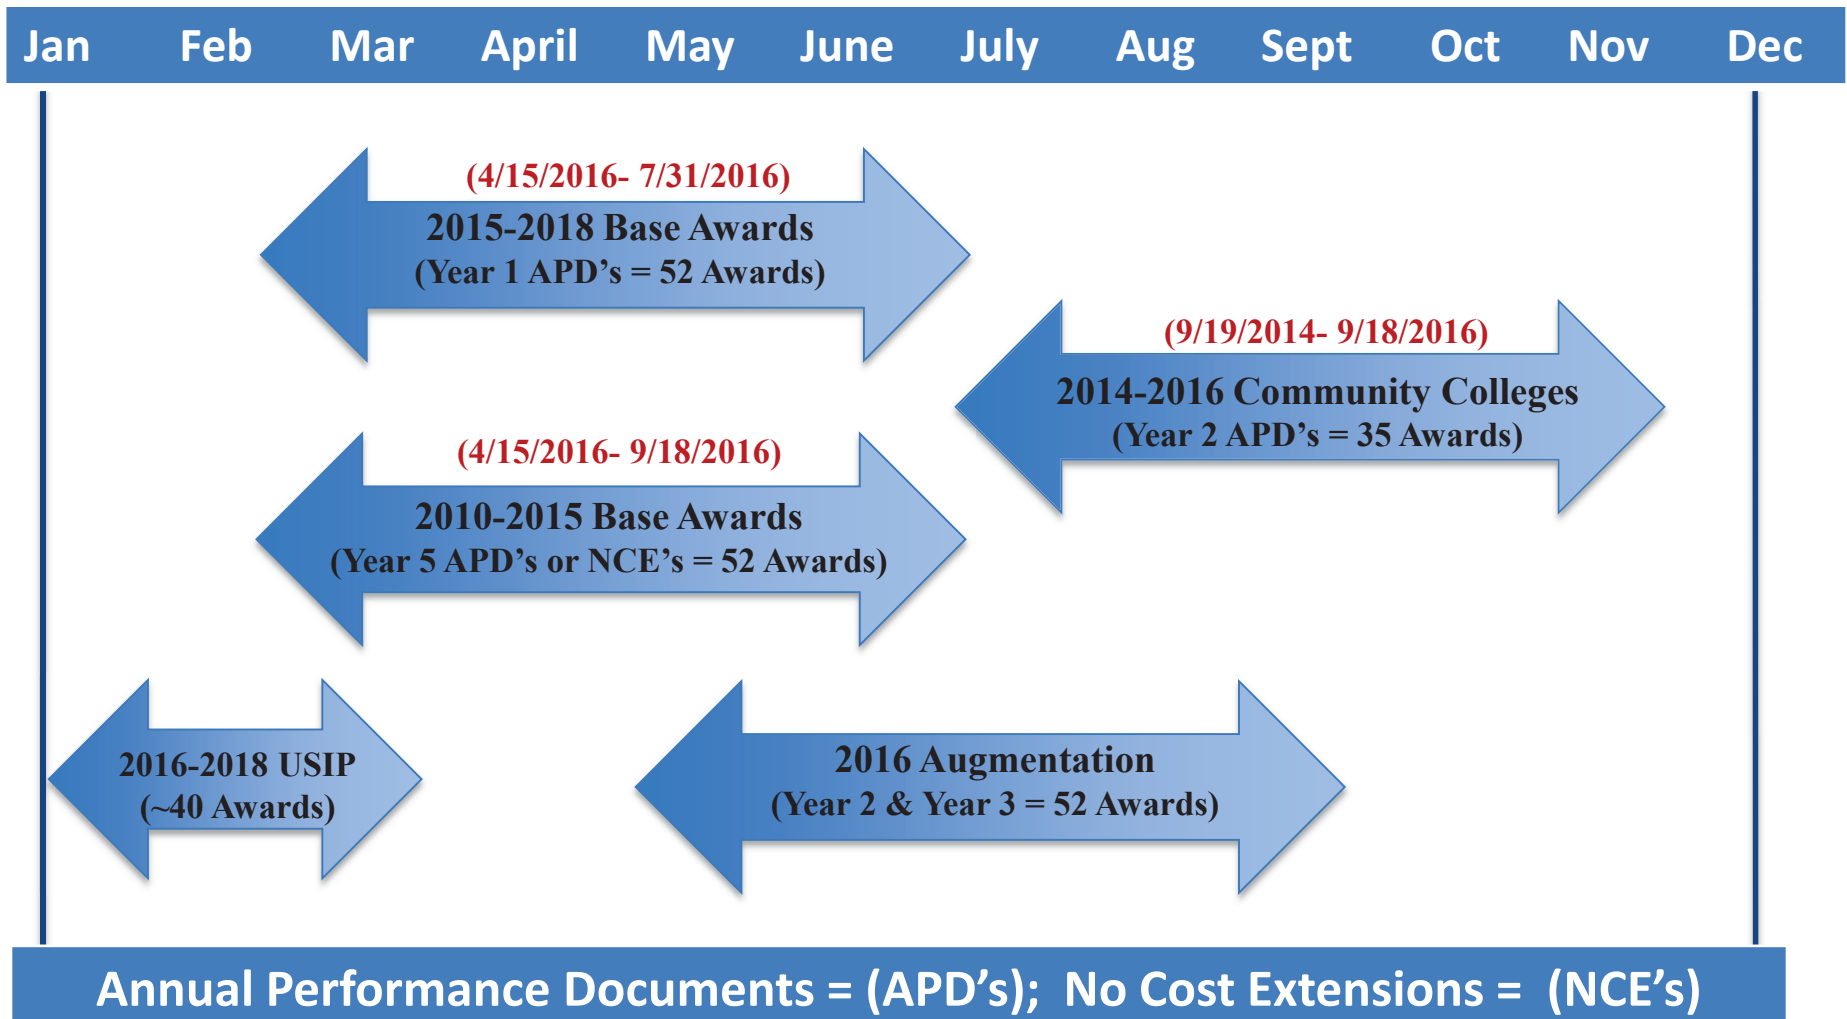 Jan Feb Mar April May June July Aug Sept Oct Nov Dec
(4/15/2016- 7/31/2016)
2015-2018 Base Awards
(Year 1 APD’s = 52 Awards)
(9/19/2014- 9/18/2016)
2014-2016 Community Colleges
(Year 2 APD’s = 35 Awards)
(4/15/2016- 9/18/2016)
2010-2015 Base Awards
(Year 5 APD’s or NCE’s = 52 Awards)
2016-2018 USIP
(~40 Awards)
2016 Augmentation
(Year 2 & Year 3 = 52 Awards)
Annual Performance Documents = (APD’s); No Cost Extensions = (NCE’s)